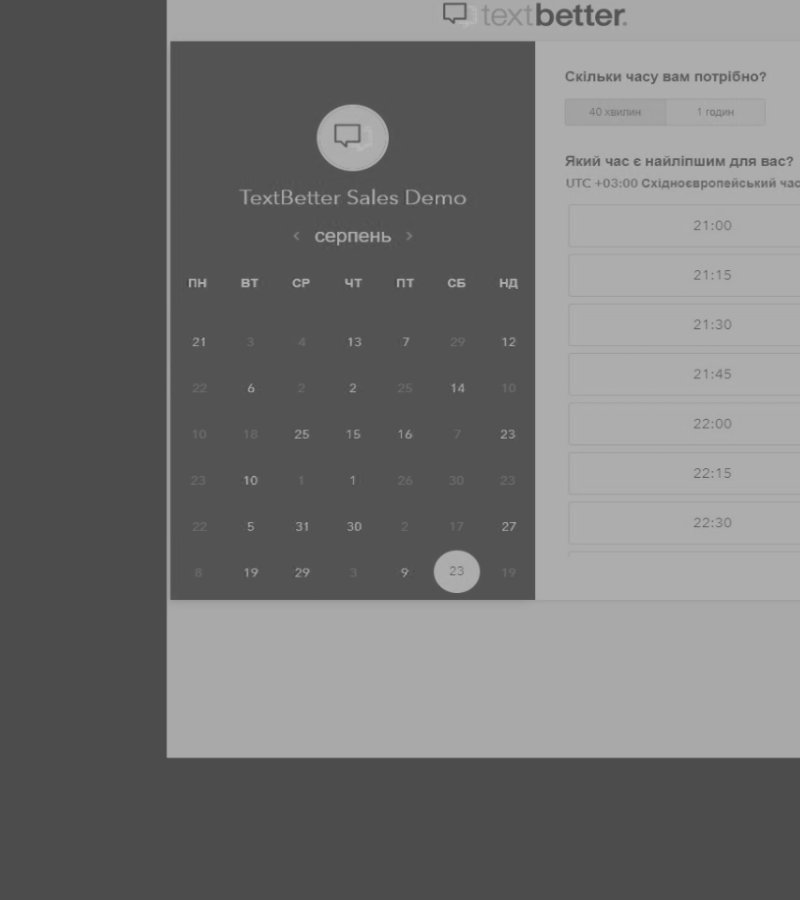 textbetter.
TextBetter Sales Demo
< серпень >
ПН ВТ СР ЧТ ПТ СБ НД
21 3 4 13 7 29 12
22 6 2 2 25 14 10
10 18 25 15 16 7 23
23 10 1 1 26 30 23
22 5 31 30 2 17 27
8 19 29 3 9 23 19
Скільки часу вам потрібно?
40 хвилин 1 годин
Який час є найліпшим для вас?
UTC +03:00 Східноєвропейський час
21:00
21:15
21:30
21:45
22:00
22:15
22:30